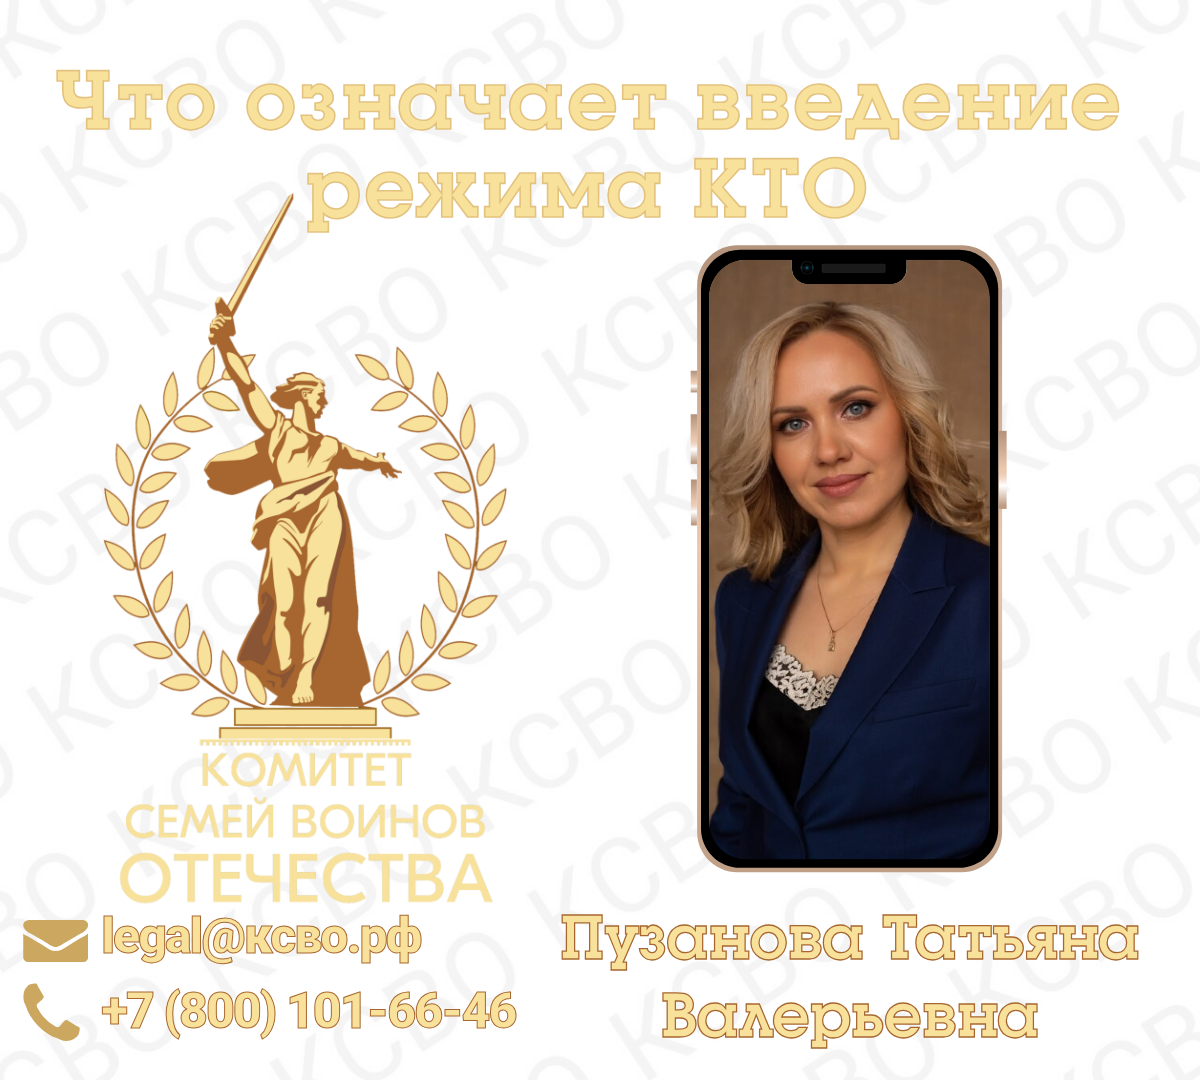 Что означает введение
режима КТО
КОМИТЕТ
СЕМЕЙ ВОИНОВ
ОТЕЧЕСТВА
legal@ксво.рф
+7 (800) 101-66-46
Пузанова Татьяна
Валерьевна
КСВО